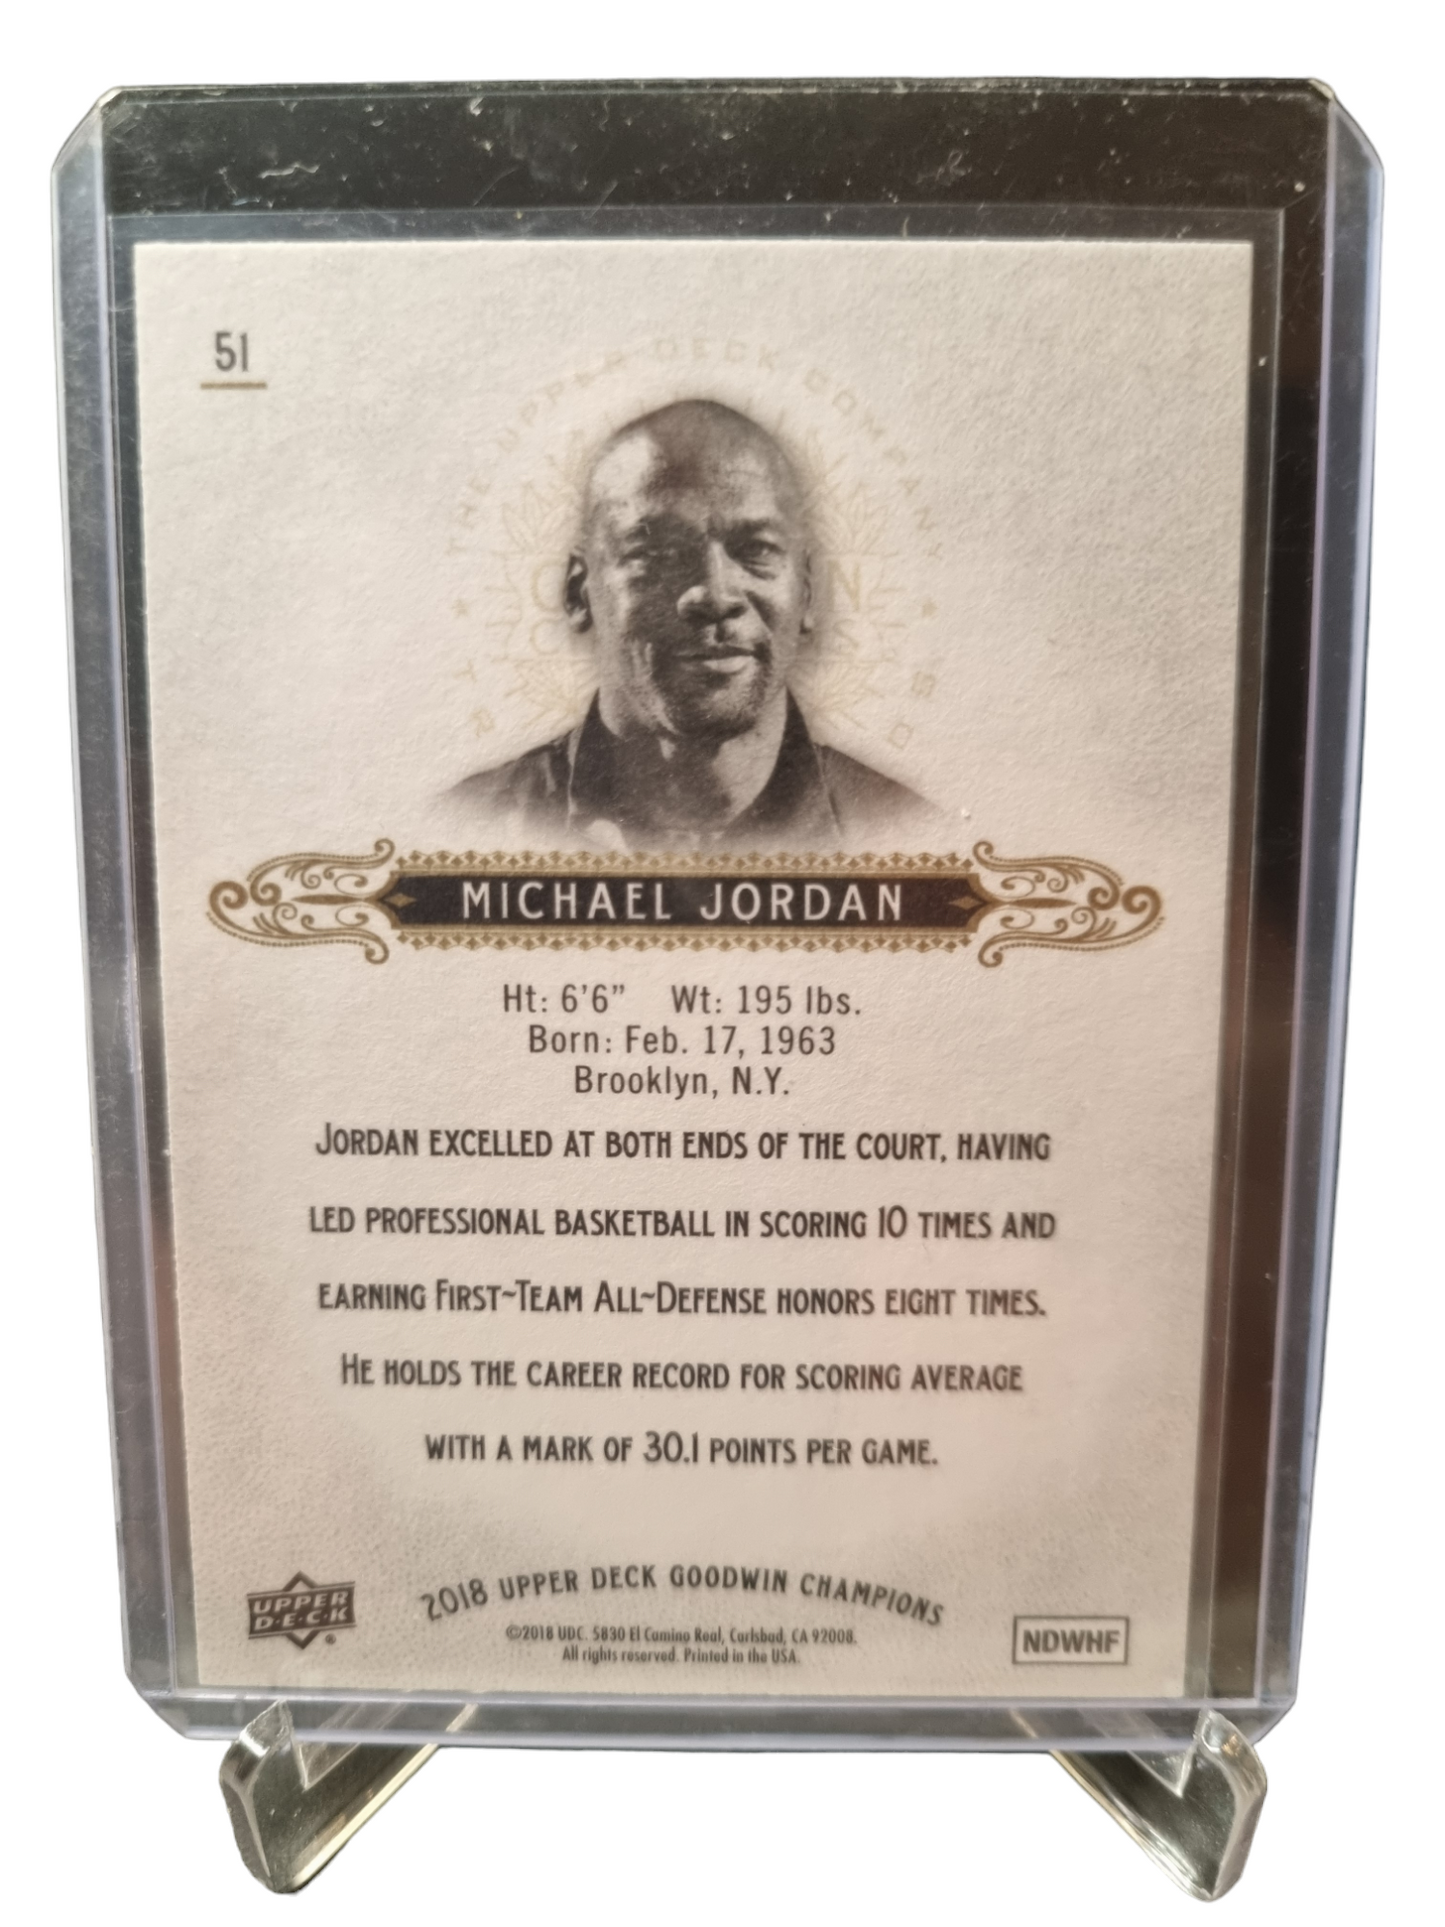 51
THE UPPER DECK COMPANY
MICHAEL JORDAN
Ht: 6'6" Wt: 195 lbs.
Born: Feb. 17, 1963
Brooklyn, N.Y.
JORDAN EXCELLED AT BOTH ENDS OF THE COURT, HAVING
LED PROFESSIONAL BASKETBALL IN SCORING 10 TIMES AND
EARNING FIRST~TEAM ALL~DEFENSE HONORS EIGHT TIMES.
HE HOLDS THE CAREER RECORD FOR SCORING AVERAGE
WITH A MARK OF 30.1 POINTS PER GAME.
2018 UPPER DECK GOODWIN CHAMPIONS
UPPER
D·E·C·K
®
©2018 UDC. 5830 El Camino Real, Carlsbad, CA 92008.
All rights reserved. Printed in the USA.
NDWHF